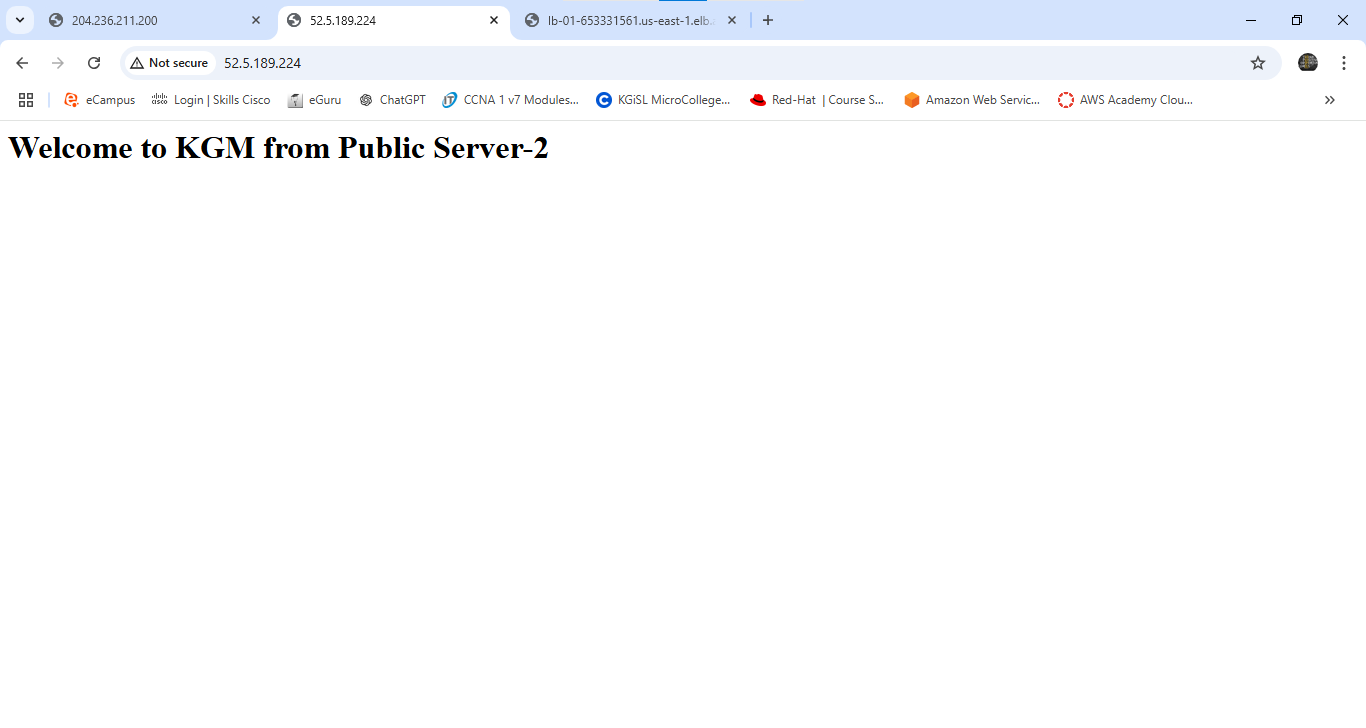 204.236.211.200
52.5.189.224
lb-01-653331561.us-east-1.elb.
Not secure
52.5.189.224
eCampus
Login | Skills Cisco
eGuru
ChatGPT
CCNA 1 v7 Modules...
KGiSL MicroCollege...
Red-Hat | Course S...
Amazon Web Servic...
AWS Academy Clou...
Welcome to KGM from Public Server-2